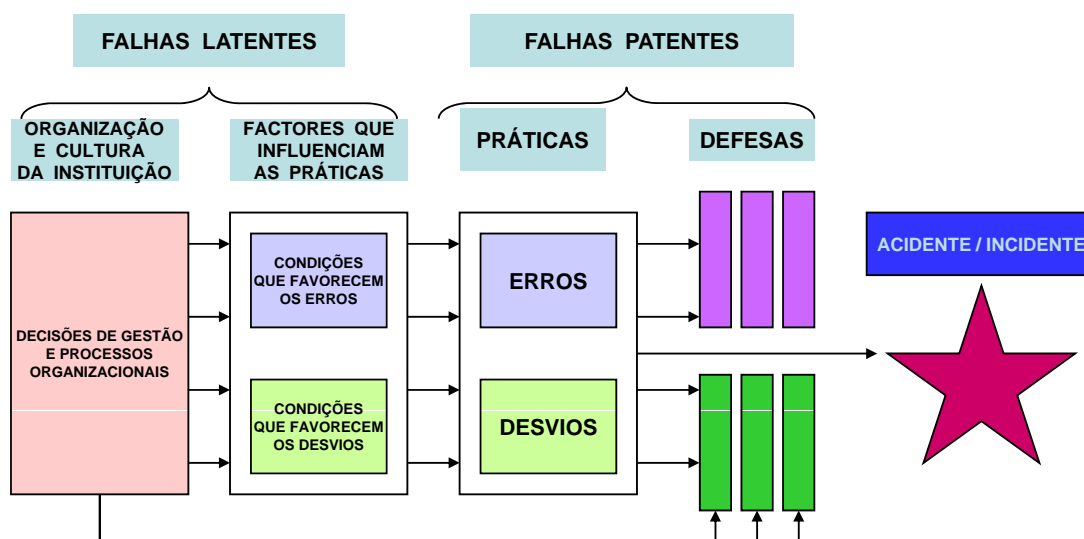 FALHAS LATENTES
FALHAS PATENTES
ORGANIZAÇÃO
E CULTURA
DA INSTITUIÇÃO
FACTORES QUE
INFLUENCIAM
AS PRÁTICAS
PRÁTICAS
DEFESAS
DECISÕES DE GESTÃO
E PROCESSOS
ORGANIZACIONAIS
CONDIÇÕES
QUE FAVORECEM
OS ERROS
CONDIÇÕES
QUE FAVORECEM
OS DESVIOS
ERROS
DESVIOS
ACIDENTE / INCIDENTE